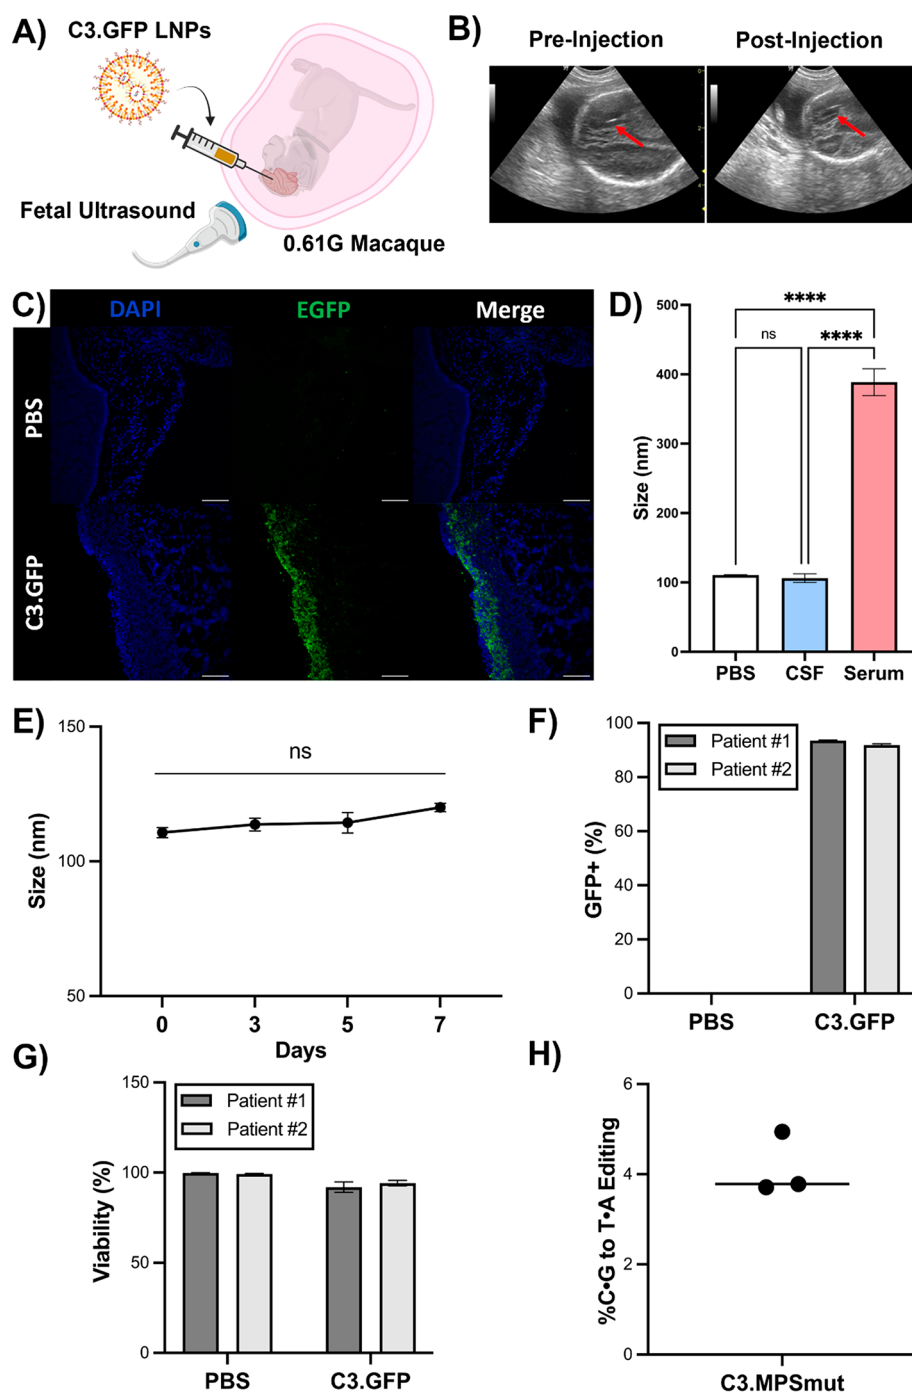 A)
C3.GFP LNPs
Fetal Ultrasound
0.61G Macaque
B)
Pre-Injection
Post-Injection
0
2
4
C)
DAPI
EGFP
Merge
PBS
C3.GFP
D)
500
400
300
200
100
0
Size (nm)
****
ns
****
PBS
CSF
Serum
E)
150
100
50
Size (nm)
ns
0
3
5
7
Days
F)
100
80
60
40
20
0
GFP+ (%)
Patient #1
Patient #2
PBS
C3.GFP
G)
150
100
50
0
Viability (%)
Patient #1
Patient #2
PBS
C3.GFP
H)
6
4
2
0
%C•G to T•A Editing
C3.MPSmut